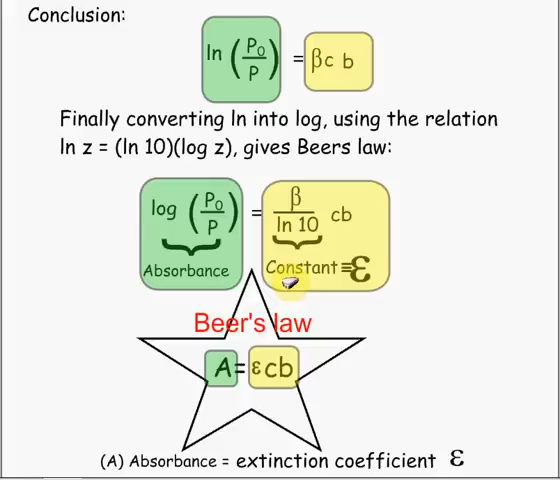 Conclusion:
ln (P₀/P) = βc b
Finally converting ln into log, using the relation
ln z = (ln 10)(log z), gives Beers law:
log (P₀/P) = β/ln 10 cb
Absorbance Constant ≡ε
Beer's law
A= εcb
(A) Absorbance = extinction coefficient ε